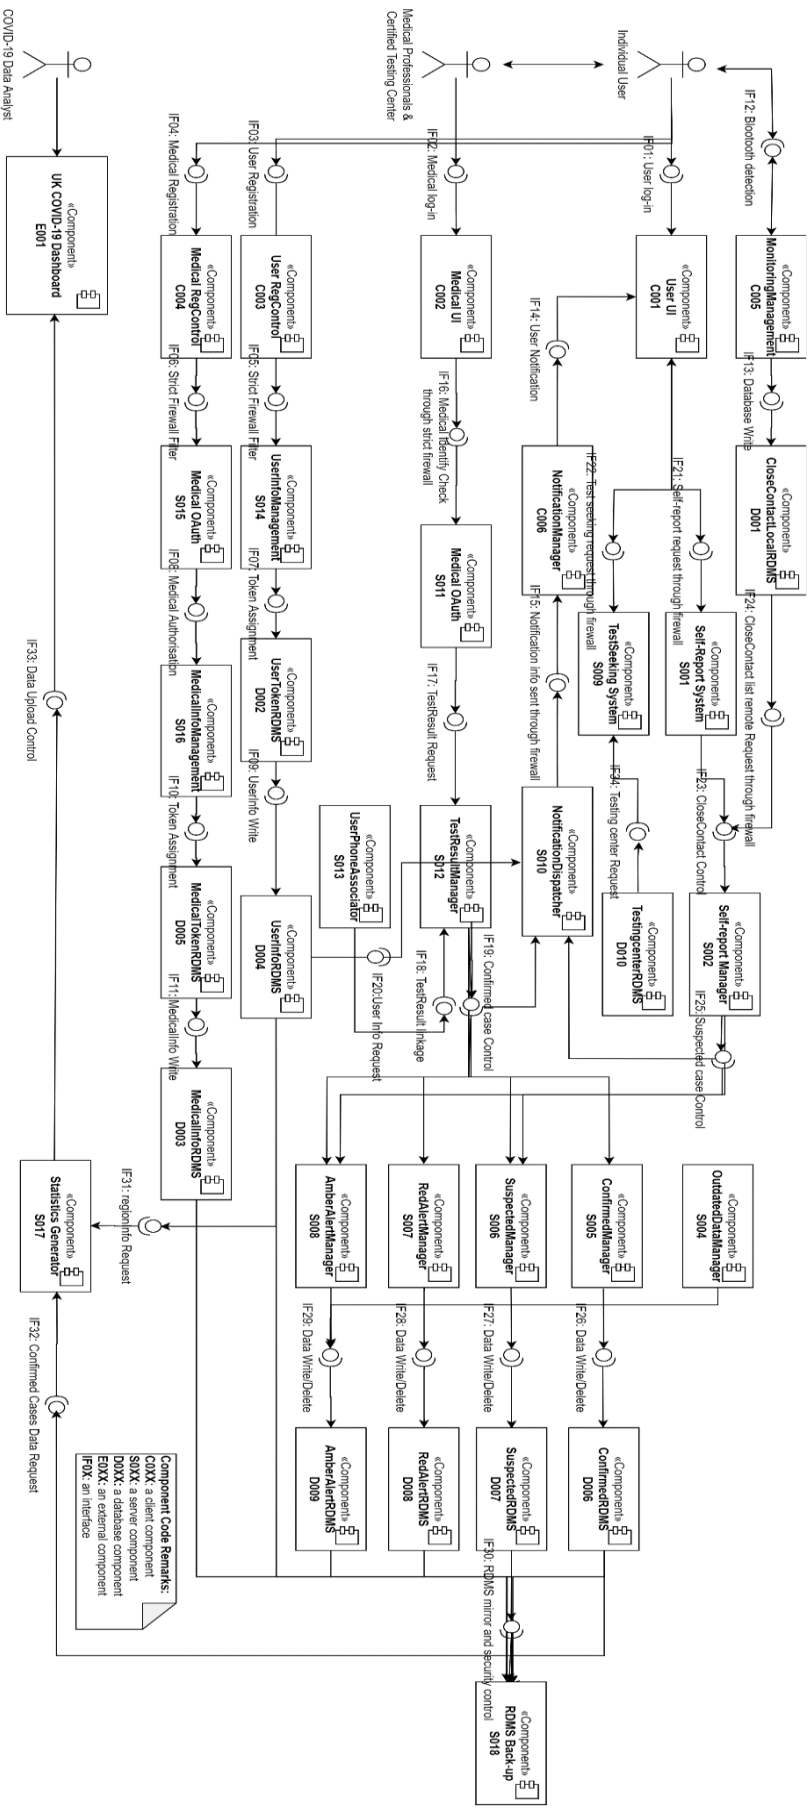 COVID-19 Data Analyst
Medical Professionals &
Certified Testing Center
Individual User
IF12: Blootooth detection
IF01: User log-in
IF02: Medical log-in
IF03: User Registration
IF04: Medical Registration
«Component»
MonitoringManagement
C005
«Component»
User UI
C001
«Component»
Medical UI
C002
«Component»
User RegControl
C003
«Component»
Medical RegControl
C004
«Component»
UK COVID-19 Dashboard
E001
IF13: Database Write
IF14: User Notification
IF16: Medical Identify Check
through strict firewall
IF05: Strict Firewall Filter
IF06: Strict Firewall Filter
«Component»
CloseContactLocalRDMS
D001
IF21: Self-report request through firewall
IF22: Test seeking request through firewall
«Component»
NotificationManager
C006
«Component»
Medical OAuth
S011
«Component»
UserInfoManagement
S014
«Component»
Medical OAuth
S015
IF24: CloseContact list remote Request through firewall
«Component»
Self-Report System
S001
«Component»
TestSeeking System
S009
IF15: Notification info sent through firewall
IF17: TestResult Request
IF07: Token Assignment
IF08: Medical Authorisation
«Component»
UserTokenRDMS
D002
«Component»
MedicalInfoManagement
S016
IF33: Data Upload Control
IF23: CloseContact Control
IF34: Testing center Request
«Component»
NotificationDispatcher
S010
«Component»
TestResultManager
S012
«Component»
UserPhoneAssociator
S013
IF09: UserInfo Write
IF10: Token Assignment
«Component»
Self-report Manager
S002
«Component»
TestingcenterRDMS
D010
«Component»
UserInfoRDMS
D004
«Component»
MedicalTokenRDMS
D005
IF25: Suspected case Control
IF19: Confirmed case Control
IF18: TestResult linkage
IF20:User Info Request
IF11:MedicalInfo Write
«Component»
MedicalInfoRDMS
D003
IF31: regionInfo Request
«Component»
OutdatedDataManager
S004
«Component»
ConfirmedManager
S005
«Component»
SuspectedManager
S006
«Component»
RedAlertManager
S007
«Component»
AmberAlertManager
S008
«Component»
Statistics Generator
S017
IF26: Data Write/Delete
IF27: Data Write/Delete
IF28: Data Write/Delete
IF29: Data Write/Delete
IF32: Confirmed Cases Data Request
«Component»
ConfirmedRDMS
D006
«Component»
SuspectedRDMS
D007
«Component»
RedAlertRDMS
D008
«Component»
AmberAlertRDMS
D009
IF30: RDMS mirror and security control
«Component»
RDMS Back-up
S018
Component Code Remarks:
C0XX: a client component
S0XX: a server component
D0XX: a database component
E0XX: an external component
IF0X: an interface